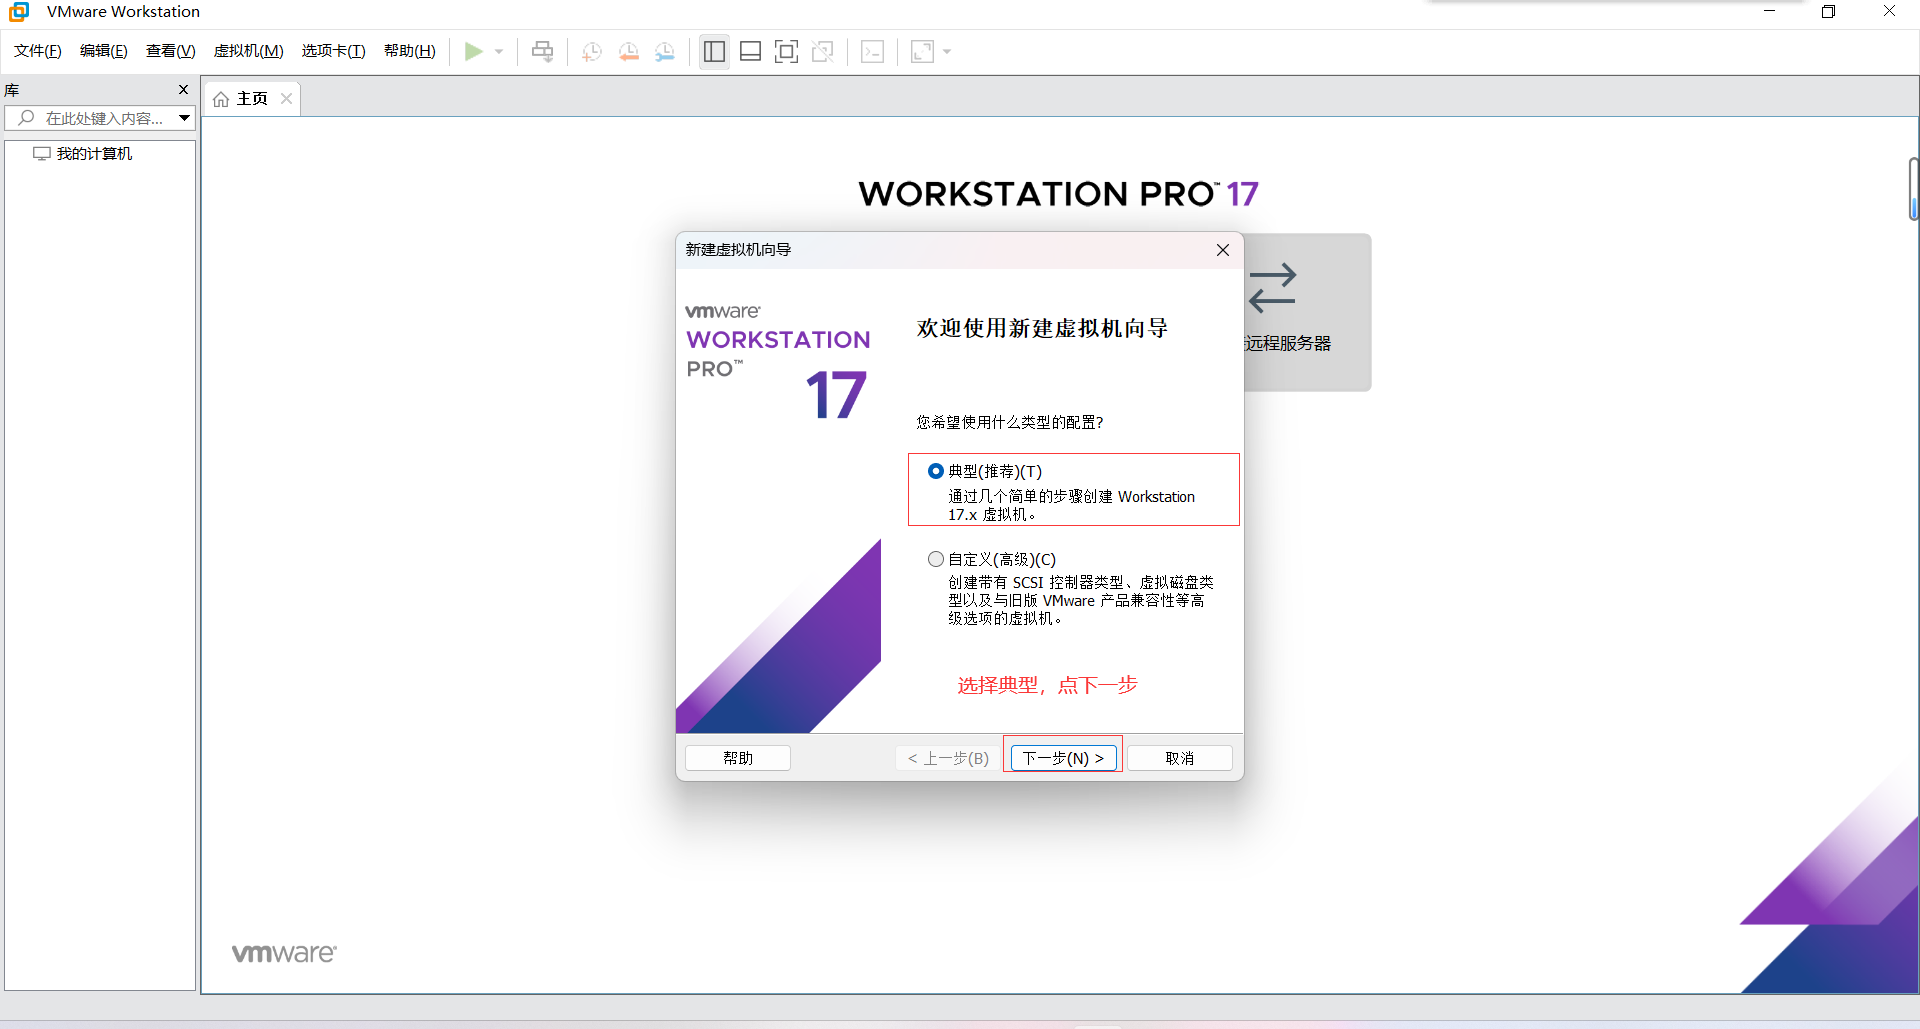 VMware Workstation
文件(F) 编辑(E) 查看(V) 虚拟机(M) 选项卡(T) 帮助(H)
库
主页
在此处键入内容...
我的计算机
WORKSTATION PRO™ 17
新建虚拟机向导
vmware®
WORKSTATION
PRO™
17
欢迎使用新建虚拟机向导
远程服务器
您希望使用什么类型的配置?
典型(推荐)(T)
通过几个简单的步骤创建 Workstation
17.x 虚拟机。
自定义(高级)(C)
创建带有 SCSI 控制器类型、虚拟磁盘类
型以及与旧版 VMware 产品兼容性等高
级选项的虚拟机。
选择典型，点下一步
帮助
< 上一步(B)
下一步(N) >
取消
vmware®